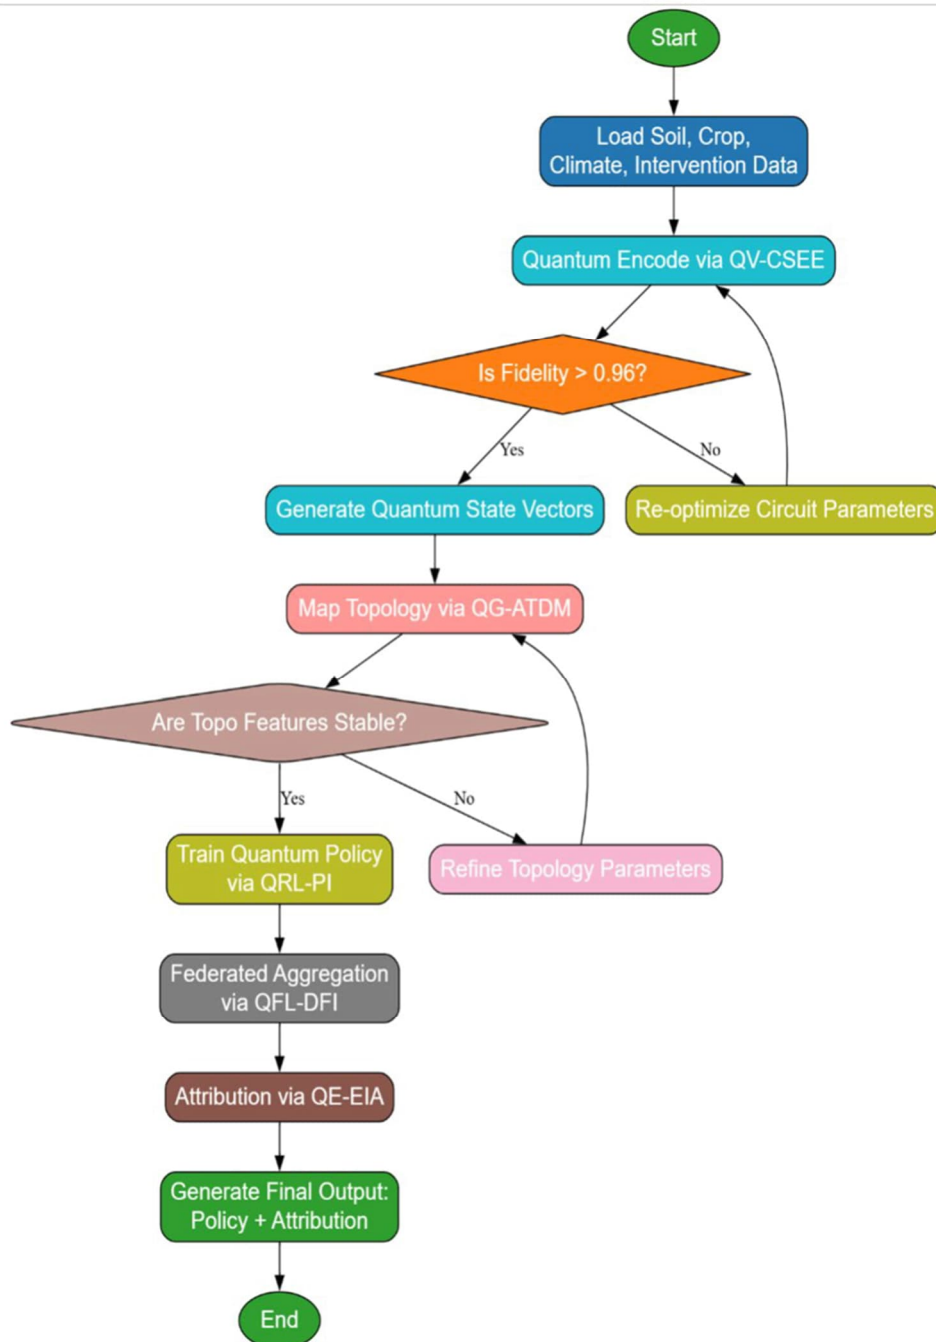 Start
Load Soil, Crop,
Climate, Intervention Data
Quantum Encode via QV-CSEE
Is Fidelity > 0.96?
Yes
No
Generate Quantum State Vectors
Re-optimize Circuit Parameters
Map Topology via QG-ATDM
Are Topo Features Stable?
Yes
No
Train Quantum Policy
via QRL-PI
Refine Topology Parameters
Federated Aggregation
via QFL-DFI
Attribution via QE-EIA
Generate Final Output:
Policy + Attribution
End